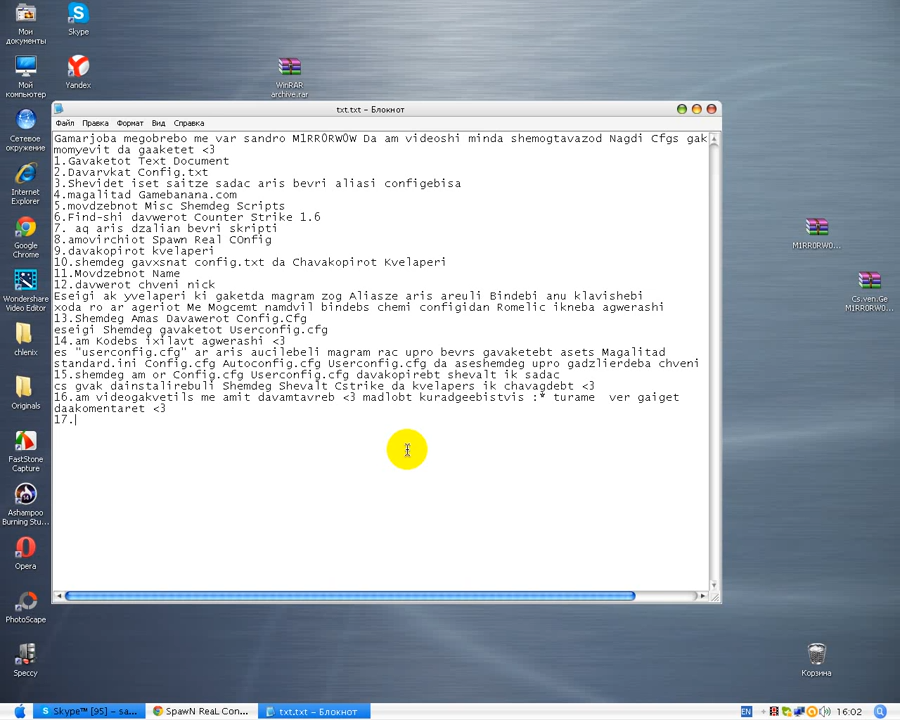 Мои документы
Skype
Мой компьютер
Yandex
WinRAR archive.rar
Сетевое окружение
Internet Explorer
Google Chrome
Wondershare Video Editor
chlenix
Originals
FastStone Capture
Ashampoo Burning Stu...
Opera
PhotoScape
Speccy
M1RR0RW0...
Cs.ven.Ge M1RR0RW0...
Корзина
txt.txt – Блокнот
Файл Правка Формат Вид Справка
Gamarjoba megobrebo me var sandro M1RR0RW0W Da am videoshi minda shemogtavazod Nagdi Cfgs gak
momyevit da gaaketet <3
1.Gavaketot Text Document
2.Davarvkat Config.txt
3.Shevidet iset saitze sadac aris bevri aliasi configebisa
4.magalitad Gamebanana.com
5.movdzebnot Misc Shemdeg Scripts
6.Find-shi davwerot Counter Strike 1.6
7. aq aris dzalian bevri skripti
8.amovirchiot Spawn Real COnfig
9.davakopirot kvelaperi
10.shemdeg gavxsnat config.txt da Chavakopirot Kvelaperi
11.Movdzebnot Name
12.davwerot chveni nick
Eseigi ak yvelaperi ki gaketda magram zog Aliasze aris areuli Bindebi anu klavishebi
xoda ro ar ageriot Me Mogcemt namdvil bindebs chemi configidan Romelic ikneba agwerashi
13.Shemdeg Amas Davawerot Config.Cfg
eseigi Shemdeg gavaketot Userconfig.cfg
14.am Kodebs ixilavt agwerashi <3
es "userconfig.cfg" ar aris aucilebeli magram rac upro bevrs gavaketebt asets Magalitad
standard.ini Config.cfg Autoconfig.cfg Userconfig.cfg da aseshemdeg upro gadzlierdeba chveni
15.shemdeg am or Config.cfg Userconfig.cfg davakopirebt shevalt ik sadac
cs gvak dainstalirebuli Shemdeg Shevalt Cstrike da kvelapers ik chavagdebt <3
16.am videogakvetils me amit davamtavreb <3 madlobt kuradgeebistvis :* turame  ver gaiget
daakomentaret <3
17.
Skype™ [95] – sa...
SpawN ReaL Con...
txt.txt – Блокнот
EN
16:02